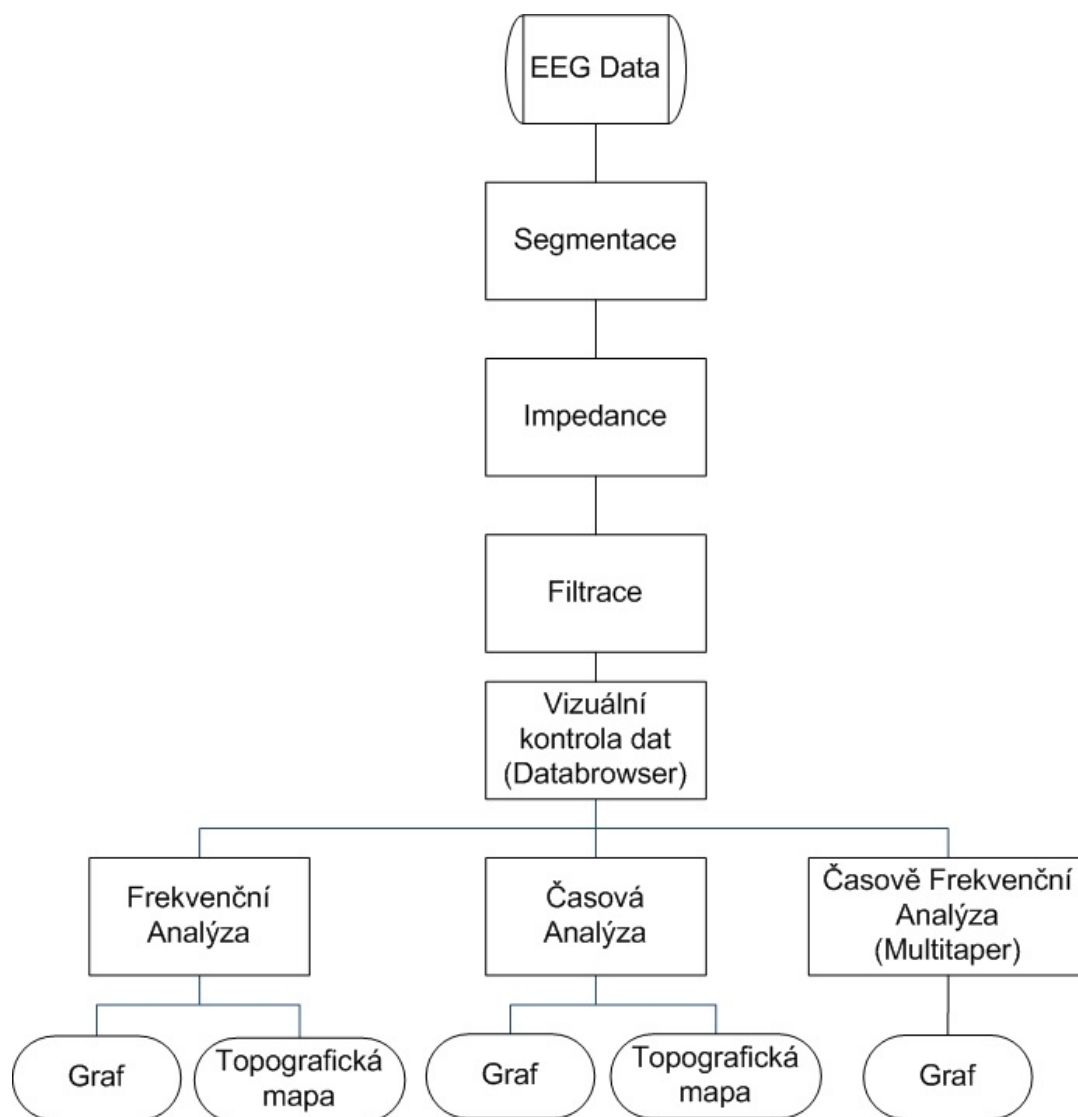 EEG Data
Segmentace
Impedance
Filtrace
Vizuální
kontrola dat
(Databrowser)
Frekvenční
Analýza
Časová
Analýza
Časově Frekvenční
Analýza
(Multitaper)
Graf
Topografická
mapa
Graf
Topografická
mapa
Graf